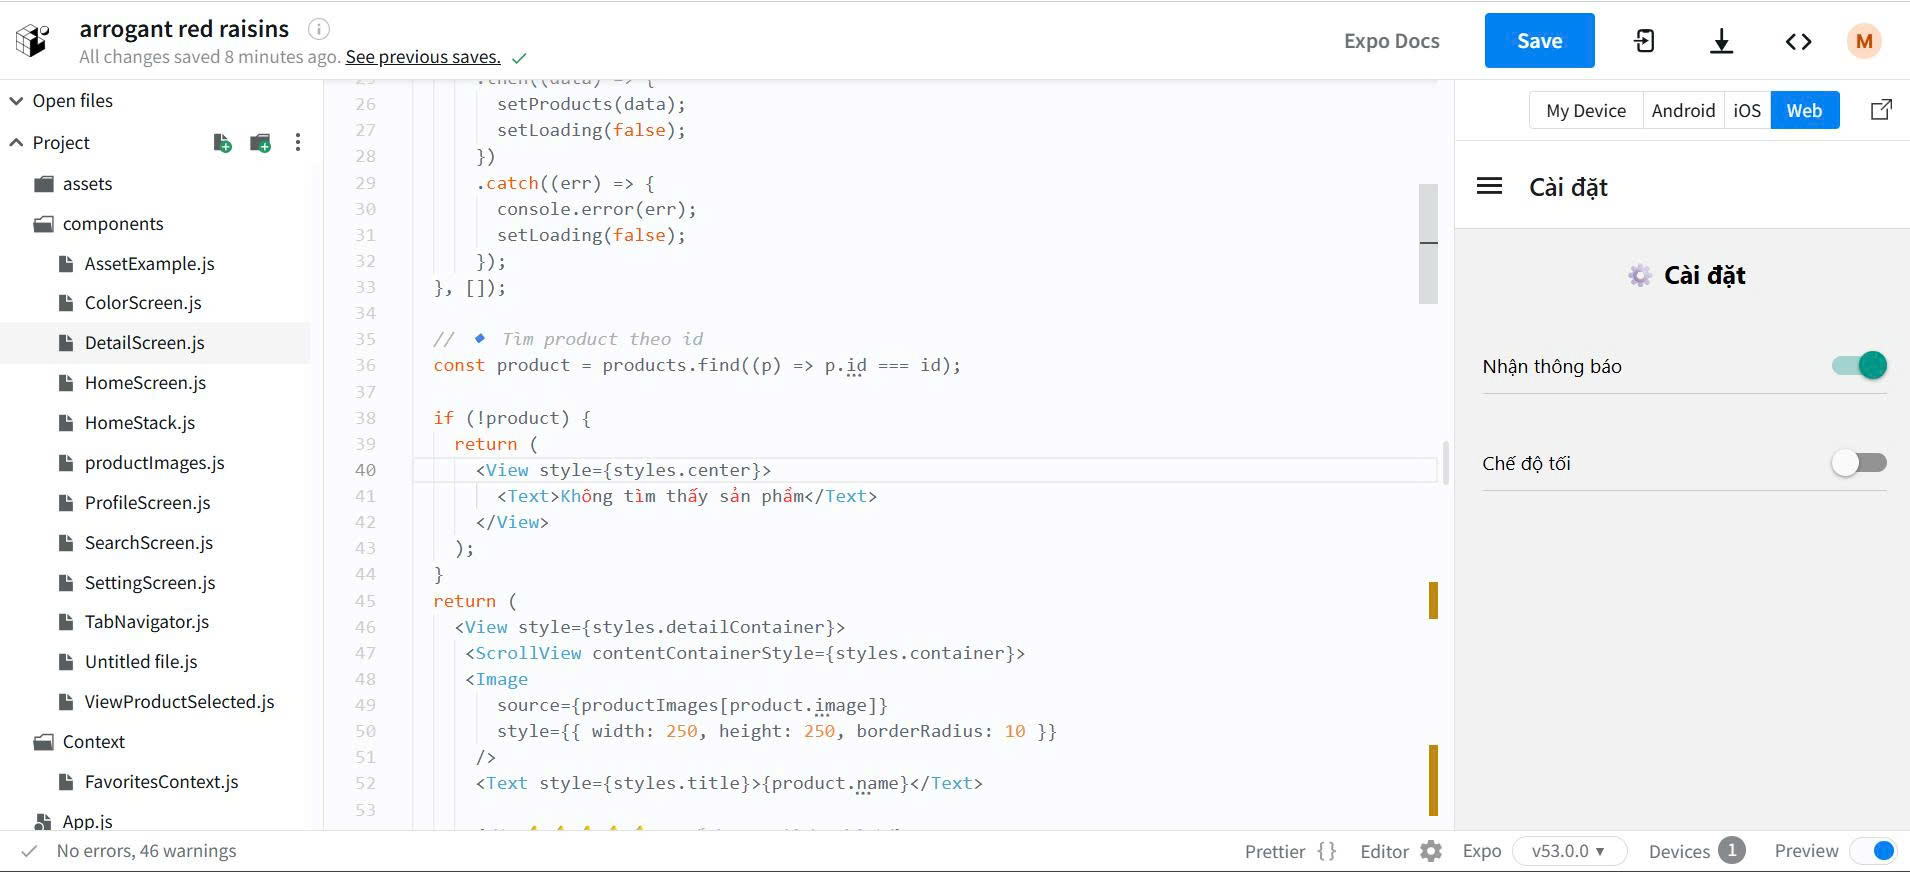 arrogant red raisins
All changes saved 8 minutes ago. See previous saves.
Expo Docs
Save
M
Open files
Project
assets
components
AssetExample.js
ColorScreen.js
DetailScreen.js
HomeScreen.js
HomeStack.js
productImages.js
ProfileScreen.js
SearchScreen.js
SettingScreen.js
TabNavigator.js
Untitled file.js
ViewProductSelected.js
Context
FavoritesContext.js
App.js
25 .then((data) => {
26 setProducts(data);
27 setLoading(false);
28 })
29 .catch((err) => {
30 console.error(err);
31 setLoading(false);
32 });
33 }, []);
34
35 // 🔹 Tìm product theo id
36 const product = products.find((p) => p.id === id);
37
38 if (!product) {
39 return (
40 <View style={styles.center}>
41 <Text>Không tìm thấy sản phẩm</Text>
42 </View>
43 );
44 }
45 return (
46 <View style={styles.detailContainer}>
47 <ScrollView contentContainerStyle={styles.container}>
48 <Image
49 source={productImages[product.image]}
50 style={{ width: 250, height: 250, borderRadius: 10 }}
51 />
52 <Text style={styles.title}>{product.name}</Text>
53
My Device Android iOS Web
Cài đặt
⚙️ Cài đặt
Nhận thông báo
Chế độ tối
No errors, 46 warnings
Prettier {} Editor Expo v53.0.0 ▾ Devices 1 Preview